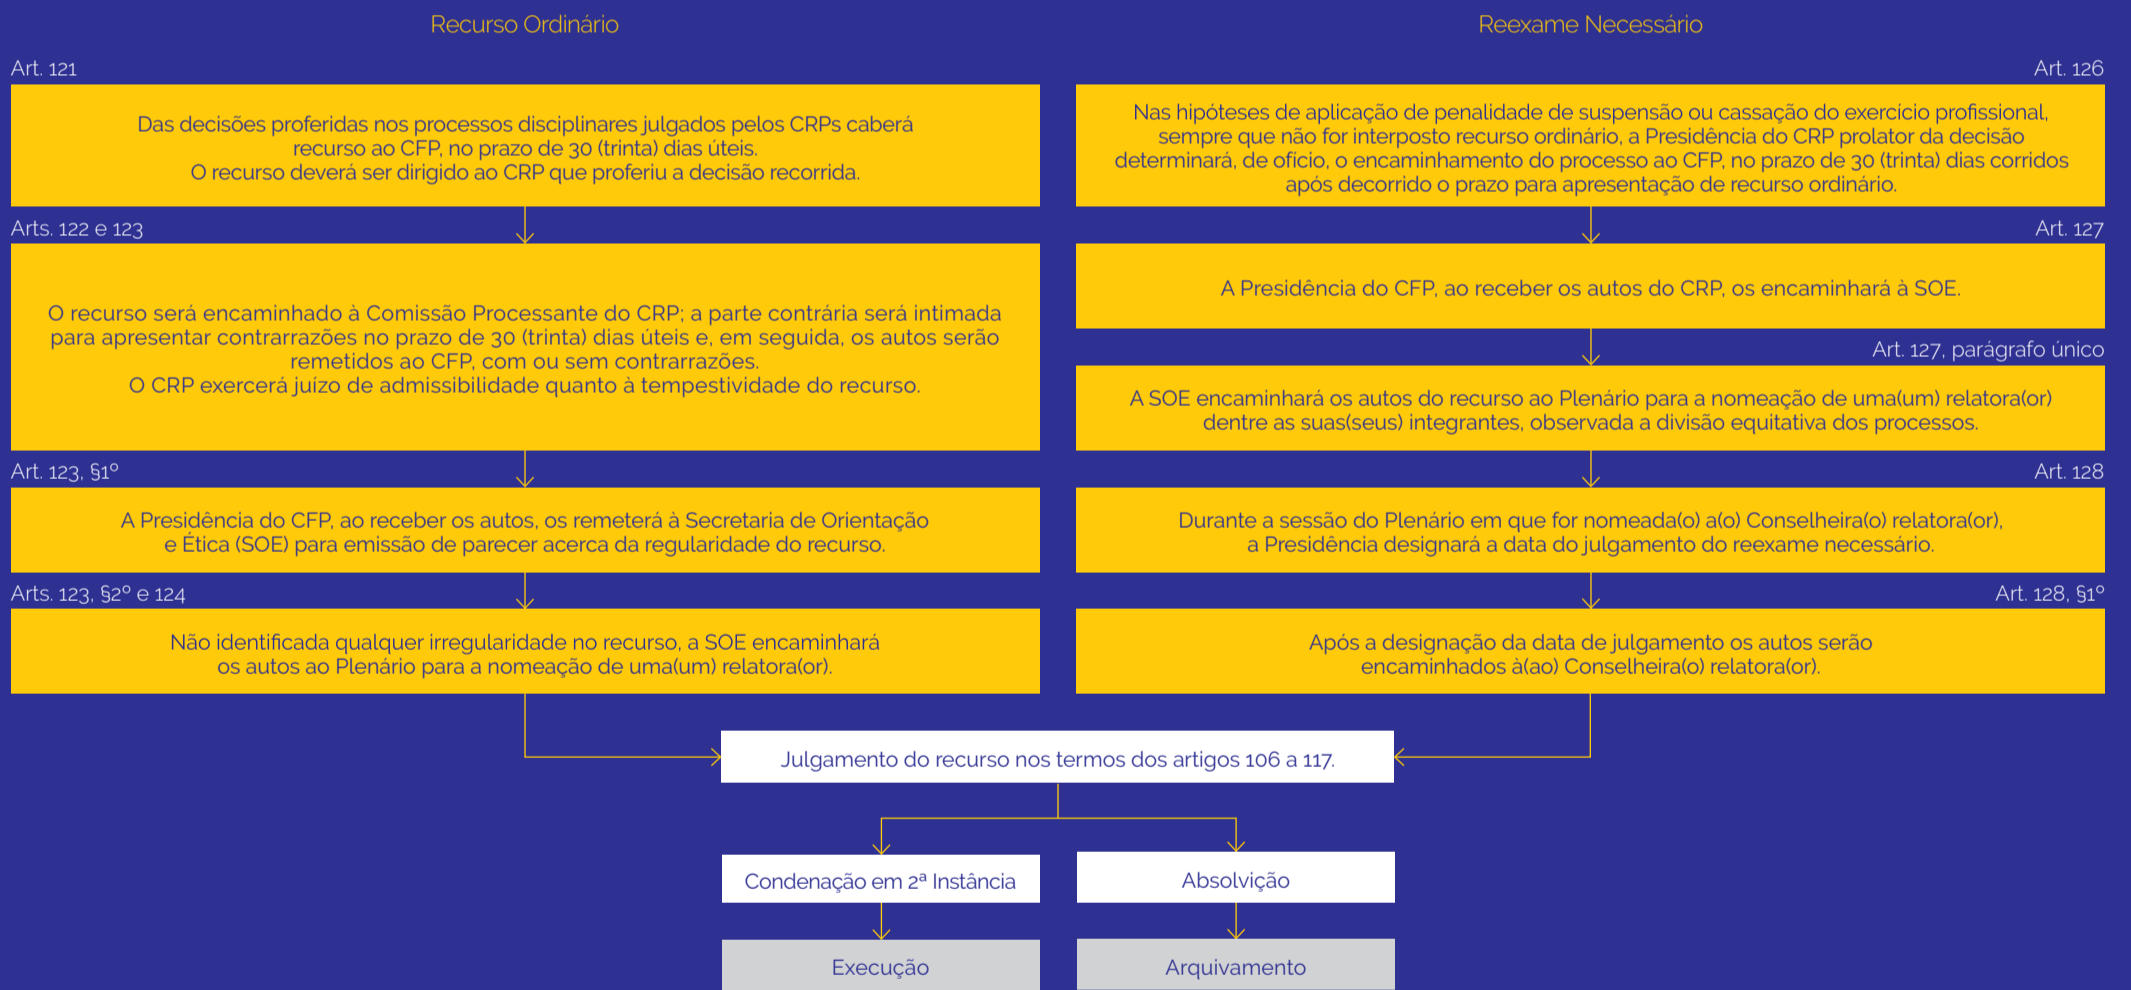 Recurso Ordinário
Art. 121
Das decisões proferidas nos processos disciplinares julgados pelos CRPs caberá
recurso ao CFP, no prazo de 30 (trinta) dias úteis.
O recurso deverá ser dirigido ao CRP que proferiu a decisão recorrida.
Arts. 122 e 123
O recurso será encaminhado à Comissão Processante do CRP; a parte contrária será intimada
para apresentar contrarrazões no prazo de 30 (trinta) dias úteis e, em seguida, os autos serão
remetidos ao CFP, com ou sem contrarrazões.
O CRP exercerá juízo de admissibilidade quanto à tempestividade do recurso.
Art. 123, §1º
A Presidência do CFP, ao receber os autos, os remeterá à Secretaria de Orientação
e Ética (SOE) para emissão de parecer acerca da regularidade do recurso.
Arts. 123, §2º e 124
Não identificada qualquer irregularidade no recurso, a SOE encaminhará
os autos ao Plenário para a nomeação de uma(um) relatora(or).
Reexame Necessário
Art. 126
Nas hipóteses de aplicação de penalidade de suspensão ou cassação do exercício profissional,
sempre que não for interposto recurso ordinário, a Presidência do CRP prolator da decisão
determinará, de ofício, o encaminhamento do processo ao CFP, no prazo de 30 (trinta) dias corridos
após decorrido o prazo para apresentação de recurso ordinário.
Art. 127
A Presidência do CFP, ao receber os autos do CRP, os encaminhará à SOE.
Art. 127, parágrafo único
A SOE encaminhará os autos do recurso ao Plenário para a nomeação de uma(um) relatora(or)
dentre as suas(seus) integrantes, observada a divisão equitativa dos processos.
Art. 128
Durante a sessão do Plenário em que for nomeada(o) a(o) Conselheira(o) relatora(or),
a Presidência designará a data do julgamento do reexame necessário.
Art. 128, §1º
Após a designação da data de julgamento os autos serão
encaminhados à(ao) Conselheira(o) relatora(or).
Julgamento do recurso nos termos dos artigos 106 a 117.
Condenação em 2ª Instância
Absolvição
Execução
Arquivamento